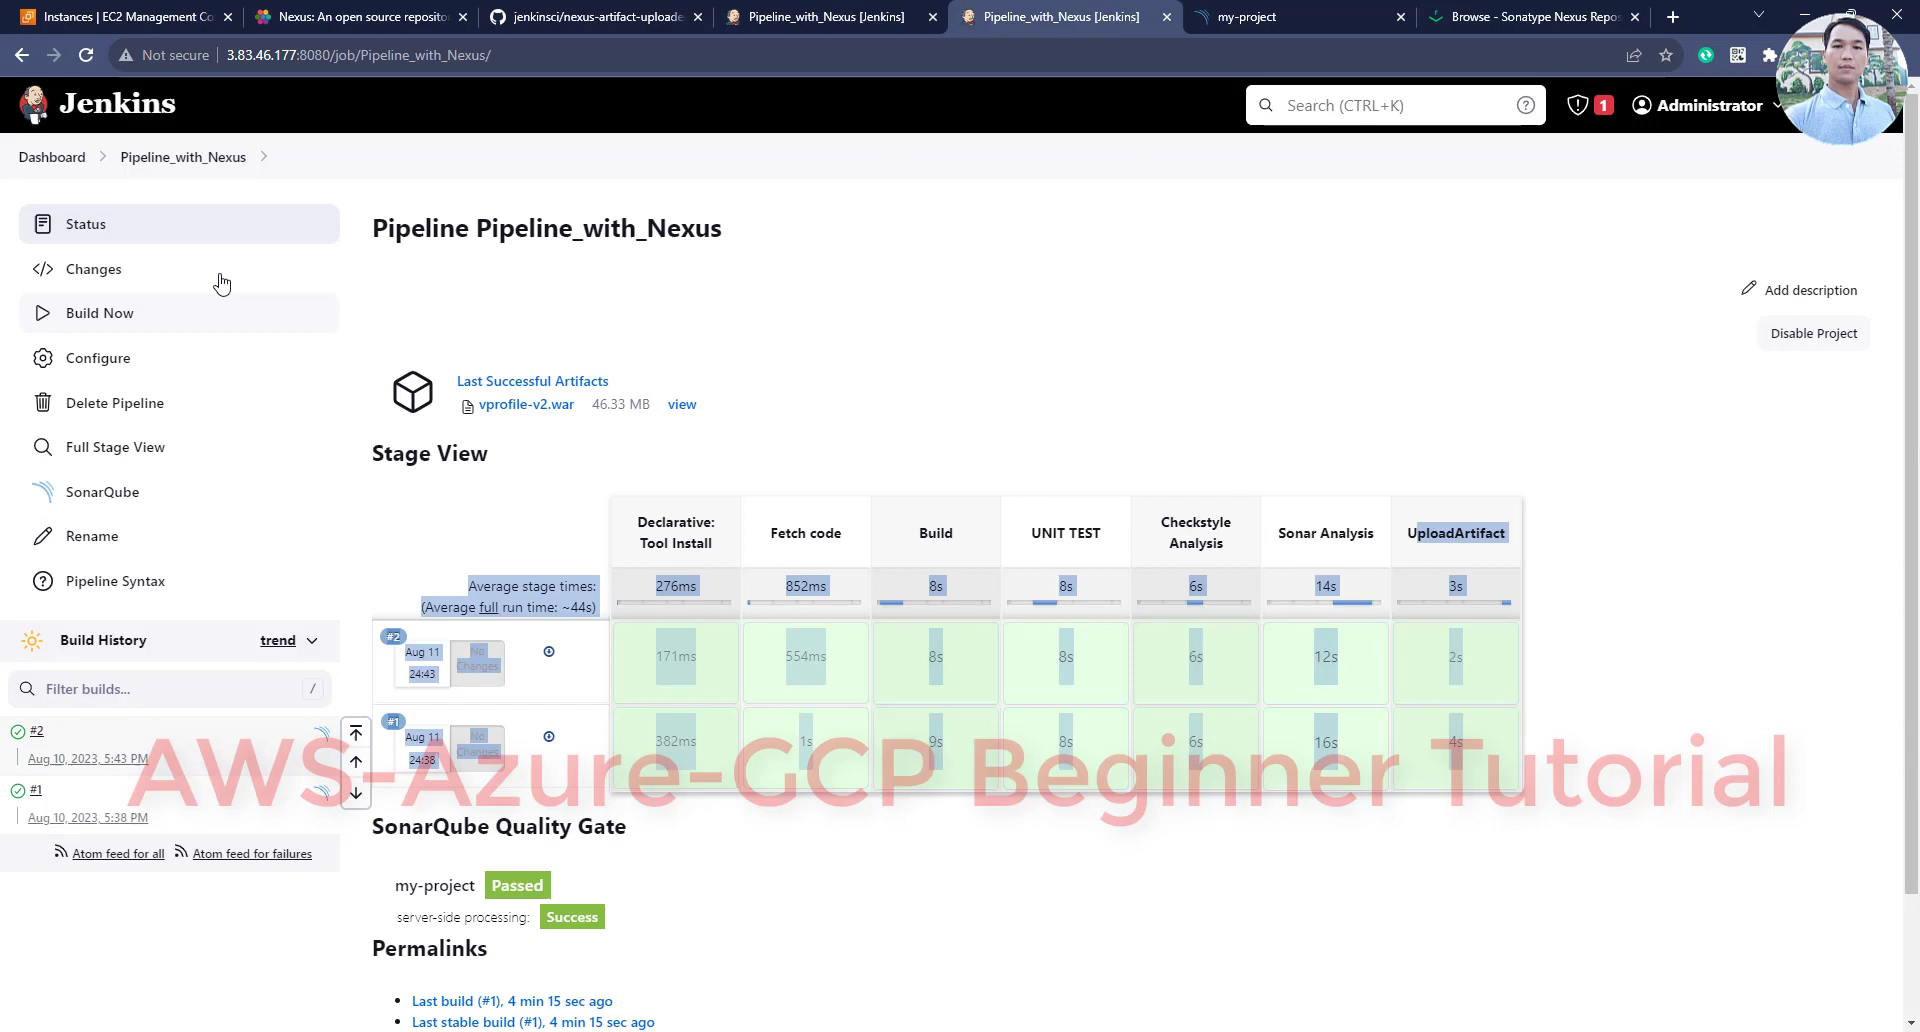 Instances | EC2 Management Co
Nexus: An open source reposito
jenkinsci/nexus-artifact-uploade
Pipeline_with_Nexus [Jenkins]
Pipeline_with_Nexus [Jenkins]
my-project
Browse - Sonatype Nexus Repos
Not secure
3.83.46.177:8080/job/Pipeline_with_Nexus/
Jenkins
Search (CTRL+K)
1
Administrator
Dashboard
Pipeline_with_Nexus
Status
Changes
Build Now
Configure
Delete Pipeline
Full Stage View
SonarQube
Rename
Pipeline Syntax
Build History
trend
Filter builds...
/
#2
Aug 10, 2023, 5:43 PM
#1
Aug 10, 2023, 5:38 PM
Atom feed for all
Atom feed for failures
Pipeline Pipeline_with_Nexus
Add description
Disable Project
Last Successful Artifacts
vprofile-v2.war 46.33 MB view
Stage View
Declarative:
Tool Install
Fetch code
Build
UNIT TEST
Checkstyle
Analysis
Sonar Analysis
UploadArtifact
Average stage times:
(Average full run time: ~44s)
276ms 852ms 8s 8s 6s 14s 3s
#2
Aug 11
24:43
No
Changes
171ms 554ms 8s 8s 6s 12s 2s
#1
Aug 11
24:38
No
Changes
382ms 1s 9s 8s 6s 16s 4s
AWS-Azure-GCP Beginner Tutorial
SonarQube Quality Gate
my-project Passed
server-side processing: Success
Permalinks
Last build (#1), 4 min 15 sec ago
Last stable build (#1), 4 min 15 sec ago